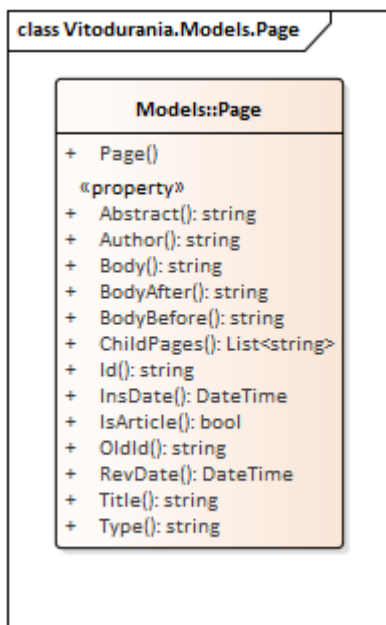 class Vitodurania.Models.Page
Models::Page
+ Page()
«property»
+ Abstract(): string
+ Author(): string
+ Body(): string
+ BodyAfter(): string
+ BodyBefore(): string
+ ChildPages(): List<string>
+ Id(): string
+ InsDate(): DateTime
+ IsArticle(): bool
+ OldId(): string
+ RevDate(): DateTime
+ Title(): string
+ Type(): string